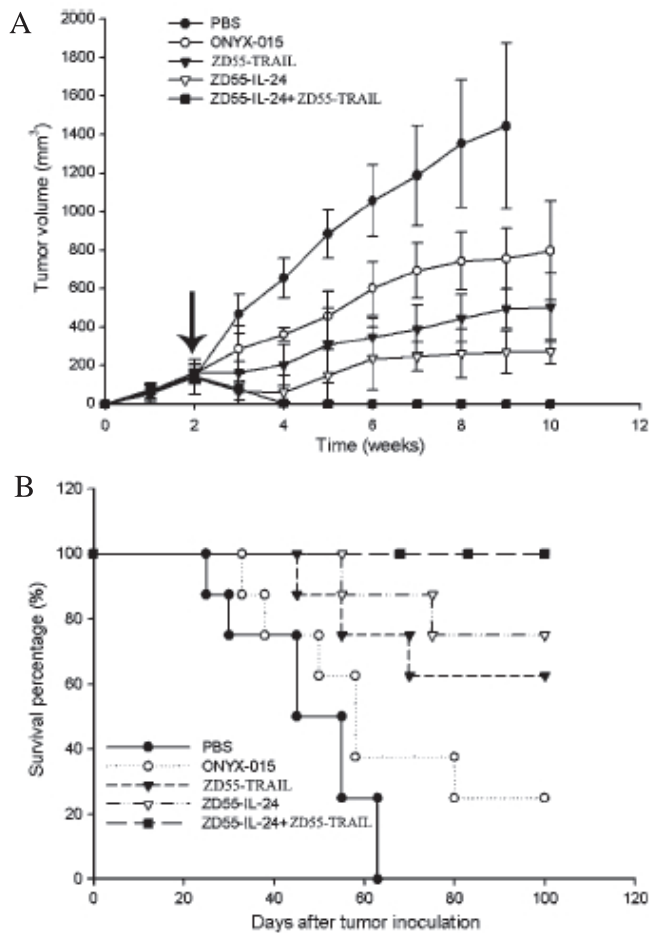 A
2000
1800
1600
1400
1200
1000
800
600
400
200
0
Tumor volume (mm3)
PBS
ONYX-015
ZD55-TRAIL
ZD55-IL-24
ZD55-IL-24+ZD55-TRAIL
0 2 4 6 8 10 12
Time (weeks)
B
120
100
80
60
40
20
0
Survival percentage (%)
PBS
ONYX-015
ZD55-TRAIL
ZD55-IL-24
ZD55-IL-24+ZD55-TRAIL
0 20 40 60 80 100 120
Days after tumor inoculation